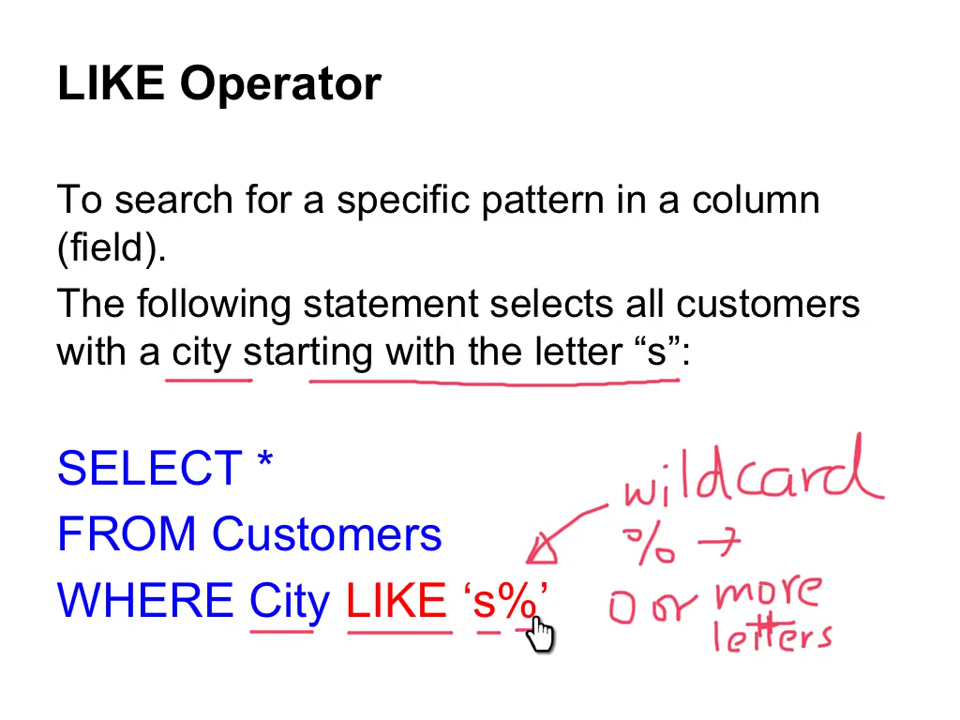 LIKE Operator
To search for a specific pattern in a column
(field).
The following statement selects all customers
with a city starting with the letter “s”:
SELECT *
FROM Customers
WHERE City LIKE ‘s%’
wildcard
% →
0 or more
letters